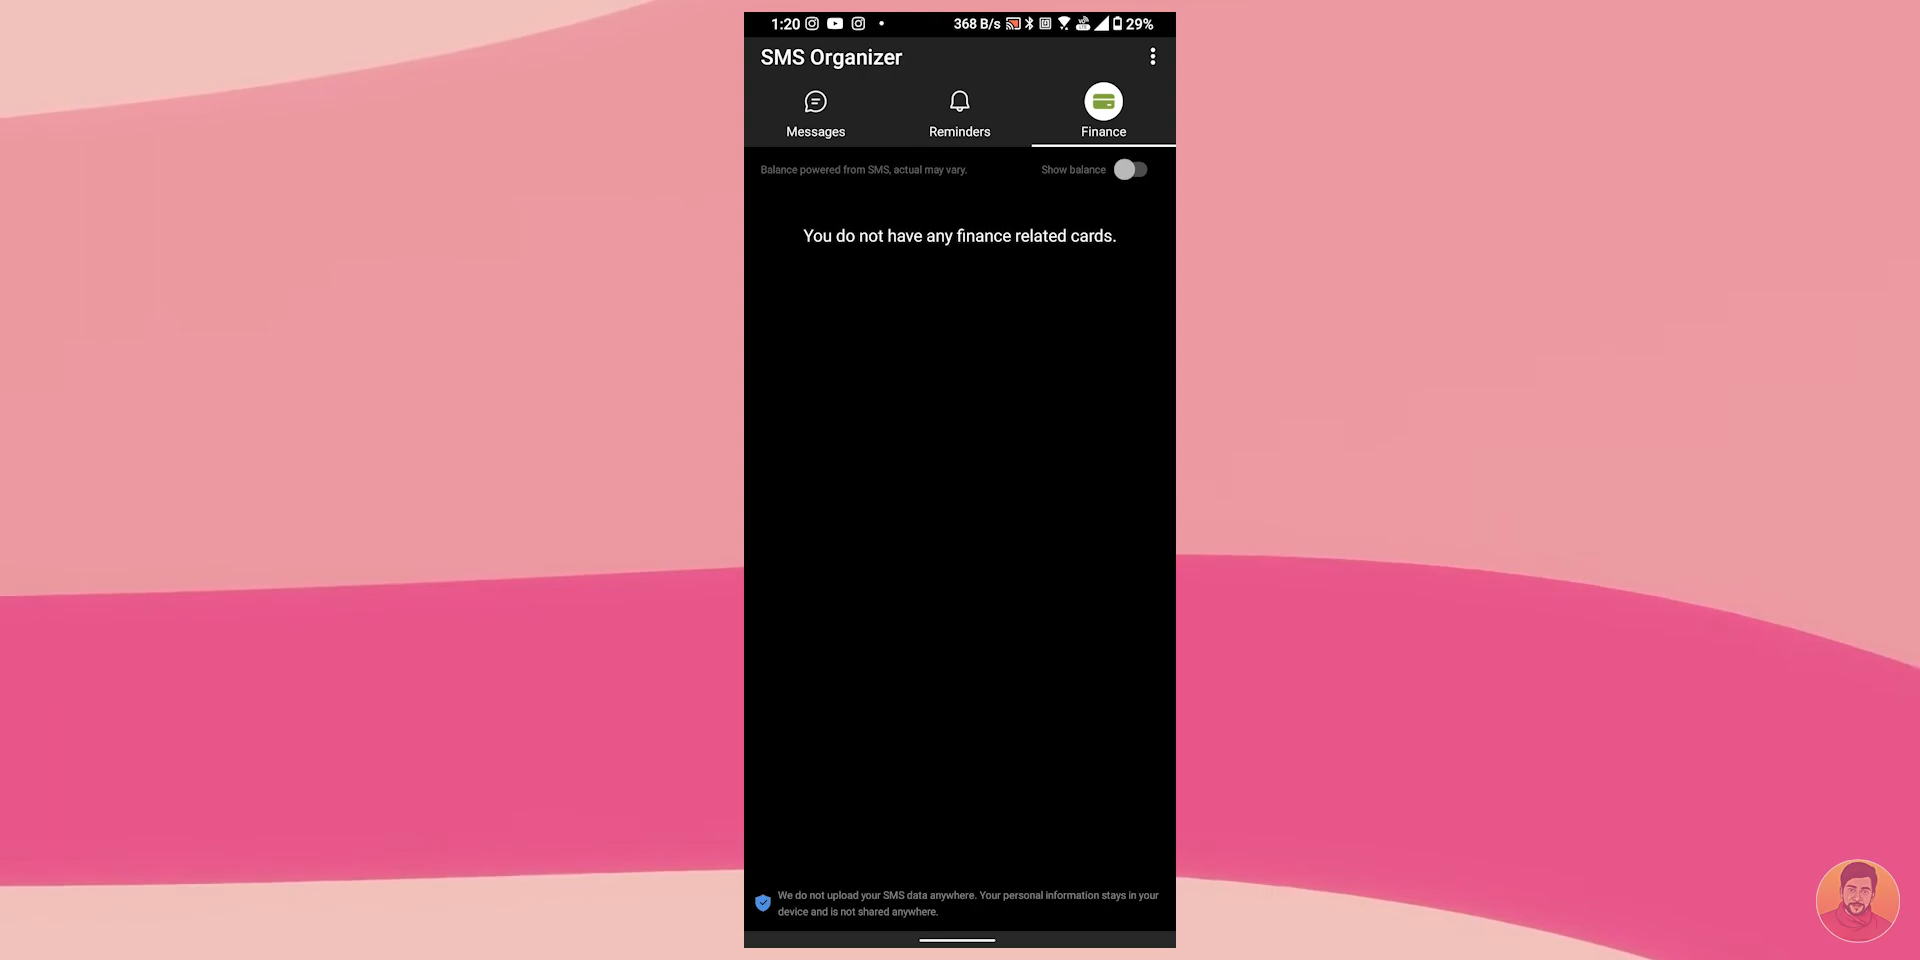 1:20 368 B/s 29%
SMS Organizer
Messages Reminders Finance
Balance powered from SMS, actual may vary. Show balance
You do not have any finance related cards.
We do not upload your SMS data anywhere. Your personal information stays in your
device and is not shared anywhere.